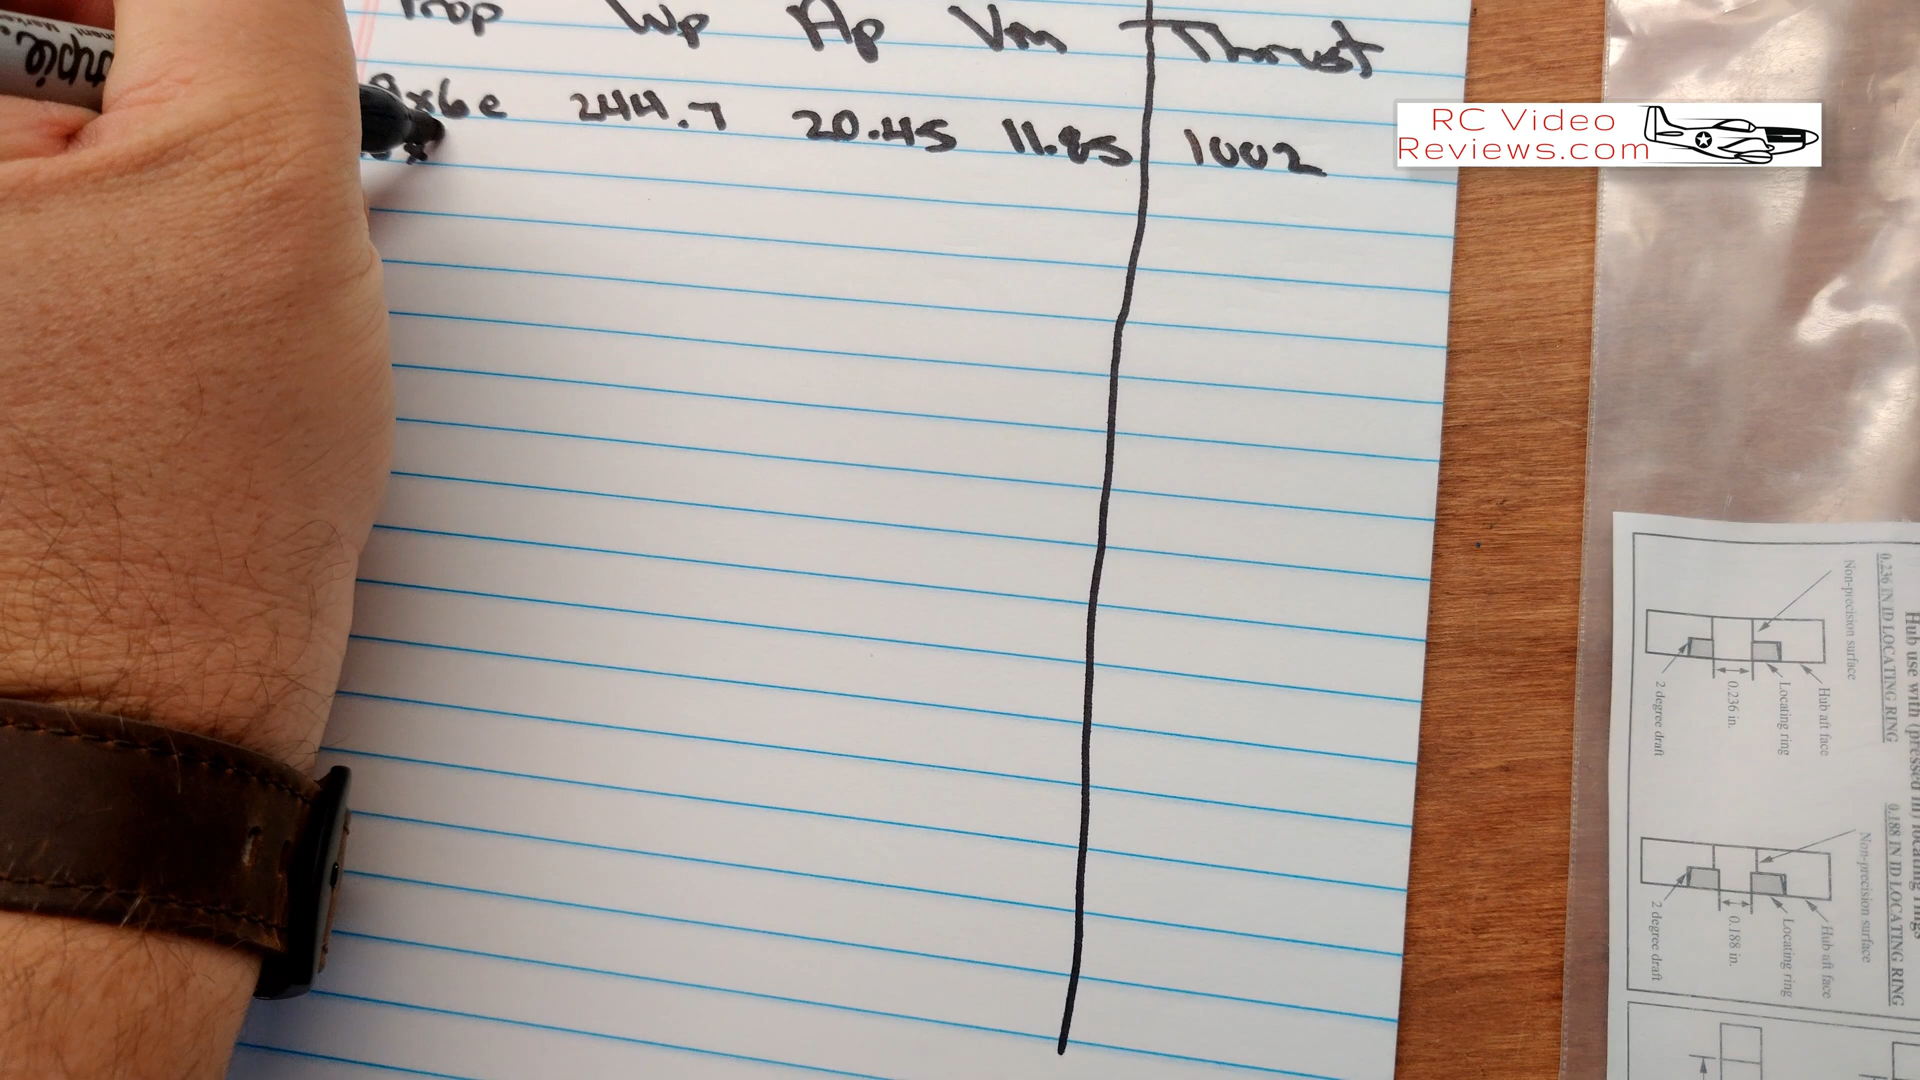 Prop Wp Ap Vm Thrust
9x6e 244.7 20.45 11.85 1002
RC Video
Reviews.com
Hub use with (pressed in) locating rings
0.236 IN ID LOCATING RING
Non-precision surface
Hub aft face
Locating ring
0.236 in.
2 degree draft
0.188 IN ID LOCATING RING
Non-precision surface
Hub aft face
Locating ring
0.188 in.
2 degree draft